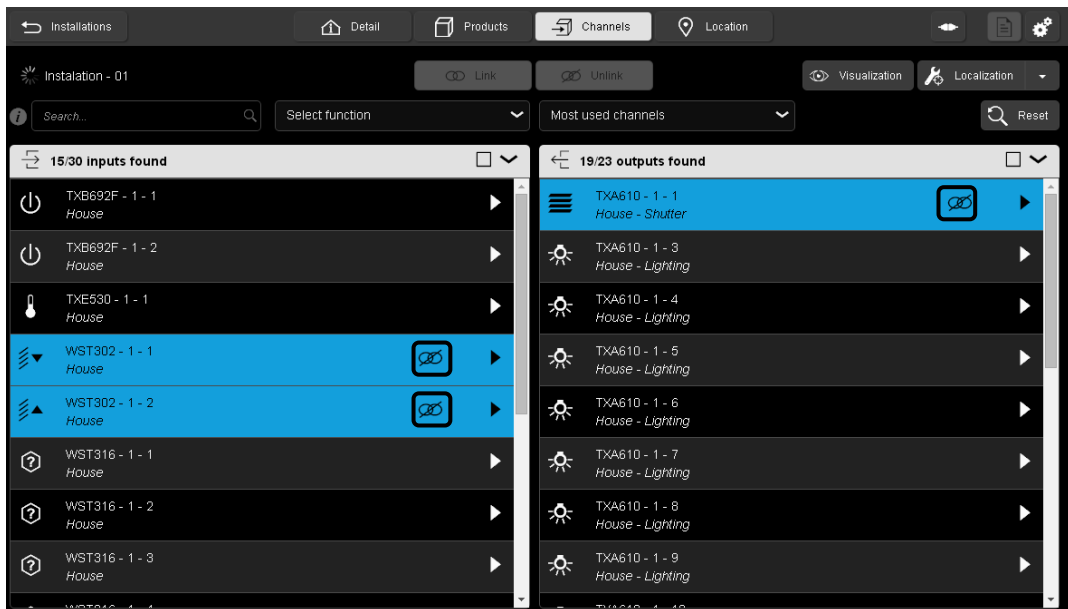 Installations
Detail
Products
Channels
Location
Instalation - 01
Link
Unlink
Visualization
Localization
Search...
Select function
Most used channels
Reset
15/30 inputs found
TXB692F - 1 - 1
House
TXB692F - 1 - 2
House
TXE530 - 1 - 1
House
WST302 - 1 - 1
House
WST302 - 1 - 2
House
WST316 - 1 - 1
House
WST316 - 1 - 2
House
WST316 - 1 - 3
House
19/23 outputs found
TXA610 - 1 - 1
House - Shutter
TXA610 - 1 - 3
House - Lighting
TXA610 - 1 - 4
House - Lighting
TXA610 - 1 - 5
House - Lighting
TXA610 - 1 - 6
House - Lighting
TXA610 - 1 - 7
House - Lighting
TXA610 - 1 - 8
House - Lighting
TXA610 - 1 - 9
House - Lighting